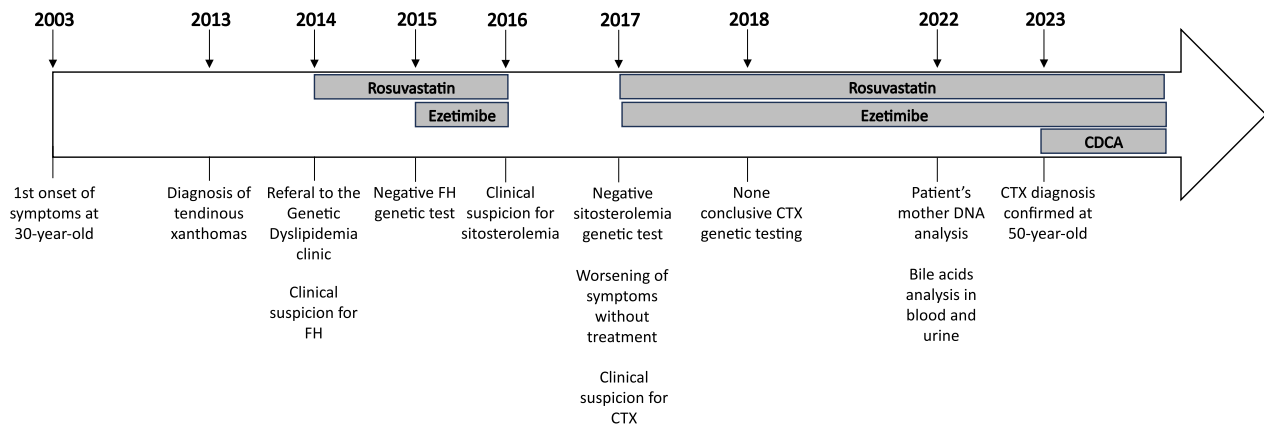 2003
2013
2014
2015
2016
2017
2018
2022
2023
Rosuvastatin
Rosuvastatin
Ezetimibe
Ezetimibe
CDCA
1st onset of
symptoms at
30-year-old
Diagnosis of
tendinous
xanthomas
Referal to the
Genetic
Dyslipidemia
clinic
Clinical
suspicion for
FH
Negative FH
genetic test
Clinical
suspicion for
sitosterolemia
Negative
sitosterolemia
genetic test
Worsening of
symptoms
without
treatment
Clinical
suspicion for
CTX
None
conclusive CTX
genetic testing
Patient's
mother DNA
analysis
Bile acids
analysis in
blood and
urine
CTX diagnosis
confirmed at
50-year-old